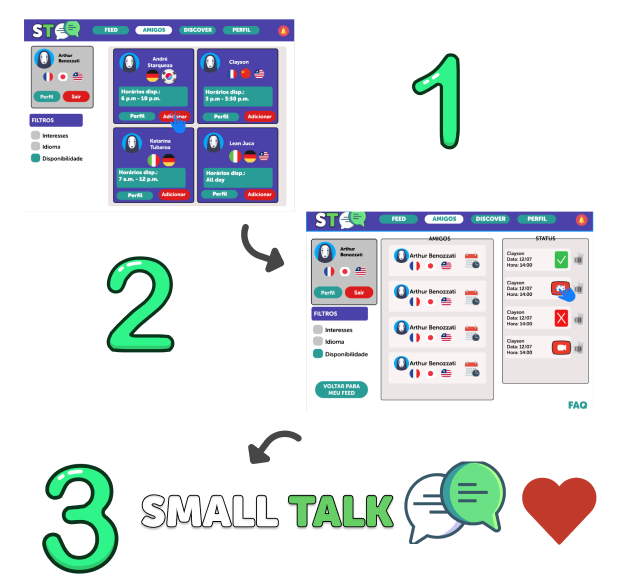 ST
FEED
AMIGOS
DISCOVER
PERFIL
Arthur
Benozzati
Perfil
Sair
FILTROS
Interesses
Idioma
Disponibilidade
André
Starqueza
Horários disp.:
6 p.m - 10 p.m.
Perfil
Adicionar
Clayson
Horários disp.:
3 p.m - 3:30 p.m.
Perfil
Adicionar
Katarina
Tubaros
Horários disp.:
7 a.m. - 12 p.m.
Perfil
Adicionar
Lean Juca
Horários disp.:
All day
Perfil
Adicionar
1
2
ST
FEED
AMIGOS
DISCOVER
PERFIL
Arthur
Benozzati
Perfil
Sair
FILTROS
Interesses
Idioma
Disponibilidade
VOLTAR PARA
MEU FEED
AMIGOS
Arthur Benozzati
Arthur Benozzati
Arthur Benozzati
Arthur Benozzati
STATUS
Clayson
Data: 12/07
Hora: 14:00
Clayson
Data: 12/07
Hora: 14:00
Clayson
Data: 12/07
Hora: 14:00
Clayson
Data: 12/07
Hora: 14:00
FAQ
3
SMALL TALK